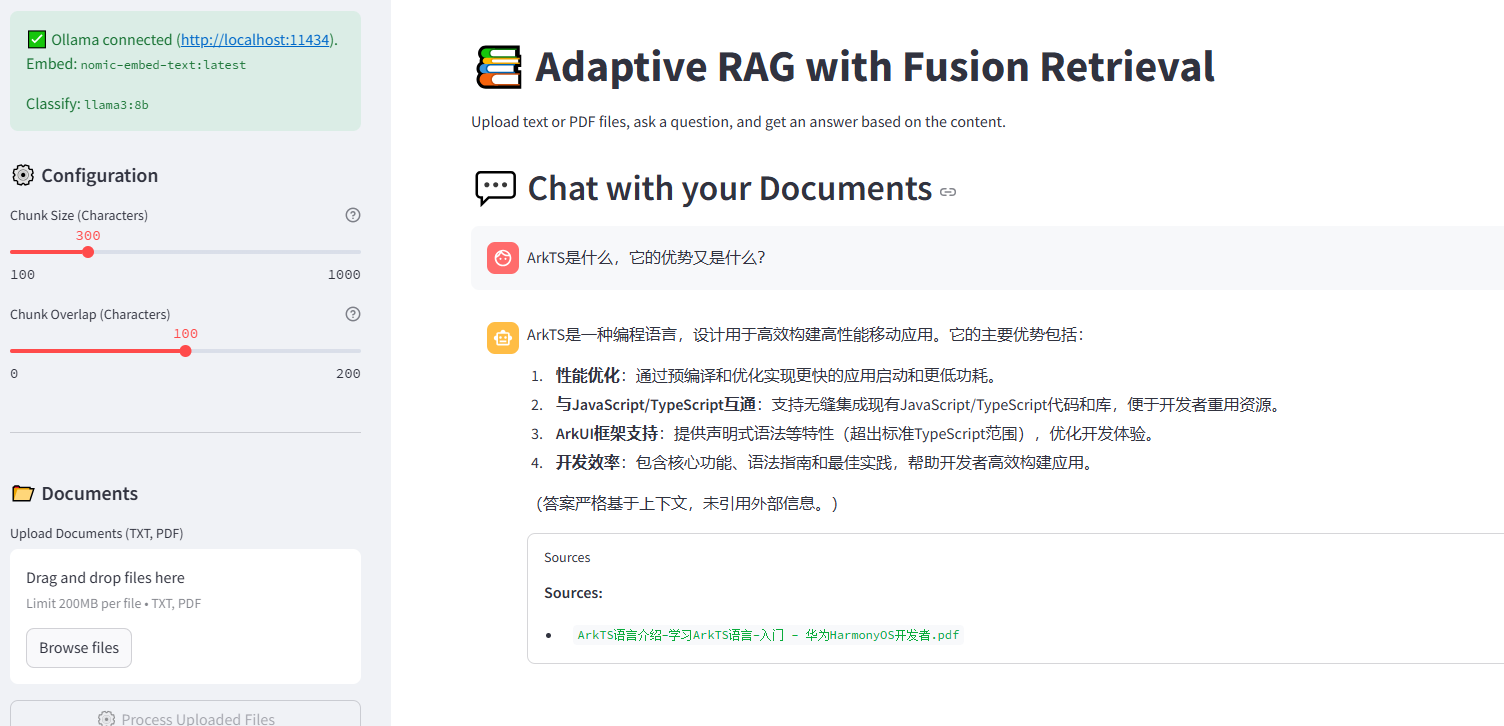 ✅ Ollama connected (http://localhost:11434).
Embed: nomic-embed-text:latest
Classify: llama3:8b
Configuration
Chunk Size (Characters)
300
100 1000
Chunk Overlap (Characters)
100
0 200
Documents
Upload Documents (TXT, PDF)
Drag and drop files here
Limit 200MB per file • TXT, PDF
Browse files
Process Uploaded Files
Adaptive RAG with Fusion Retrieval
Upload text or PDF files, ask a question, and get an answer based on the content.
Chat with your Documents
ArkTS是什么，它的优势又是什么？
ArkTS是一种编程语言，设计用于高效构建高性能移动应用。它的主要优势包括：
1. 性能优化：通过预编译和优化实现更快的应用启动和更低功耗。
2. 与JavaScript/TypeScript互通：支持无缝集成现有JavaScript/TypeScript代码和库，便于开发者重用资源。
3. ArkUI框架支持：提供声明式语法等特性（超出标准TypeScript范围），优化开发体验。
4. 开发效率：包含核心功能、语法指南和最佳实践，帮助开发者高效构建应用。
（答案严格基于上下文，未引用外部信息。）
Sources
Sources:
• ArkTS语言介绍-学习ArkTS语言-入门 - 华为HarmonyOS开发者.pdf